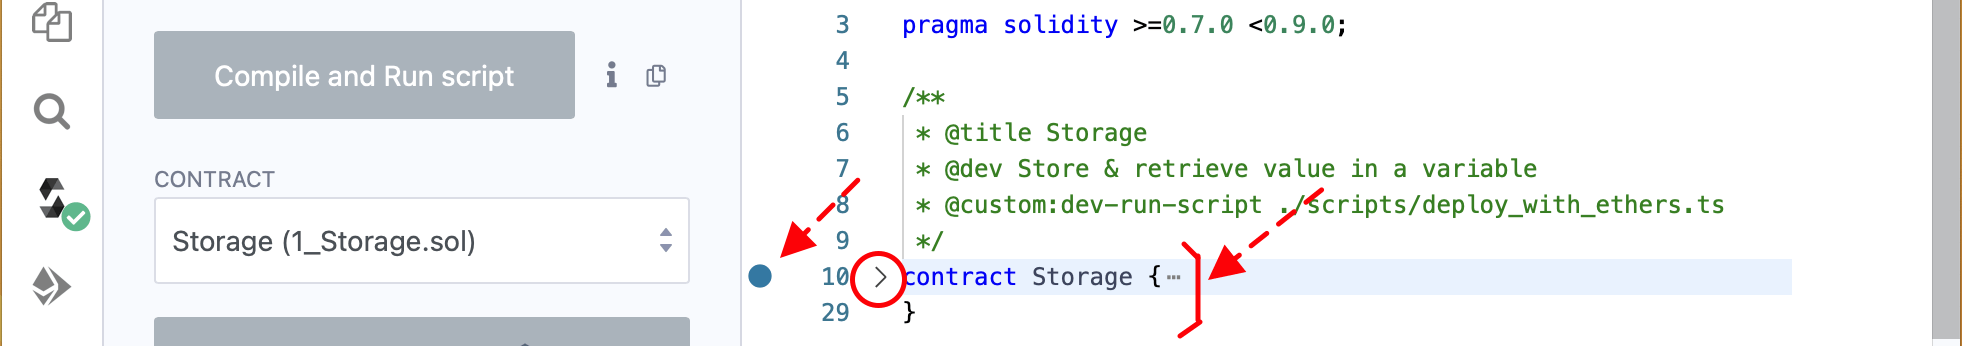 Compile and Run script
CONTRACT
Storage (1_Storage.sol)
3 pragma solidity >=0.7.0 <0.9.0;
4
5 /**
6 * @title Storage
7 * @dev Store & retrieve value in a variable
8 * @custom:dev-run-script ./scripts/deploy_with_ethers.ts
9 */
10 contract Storage {⋯
29 }